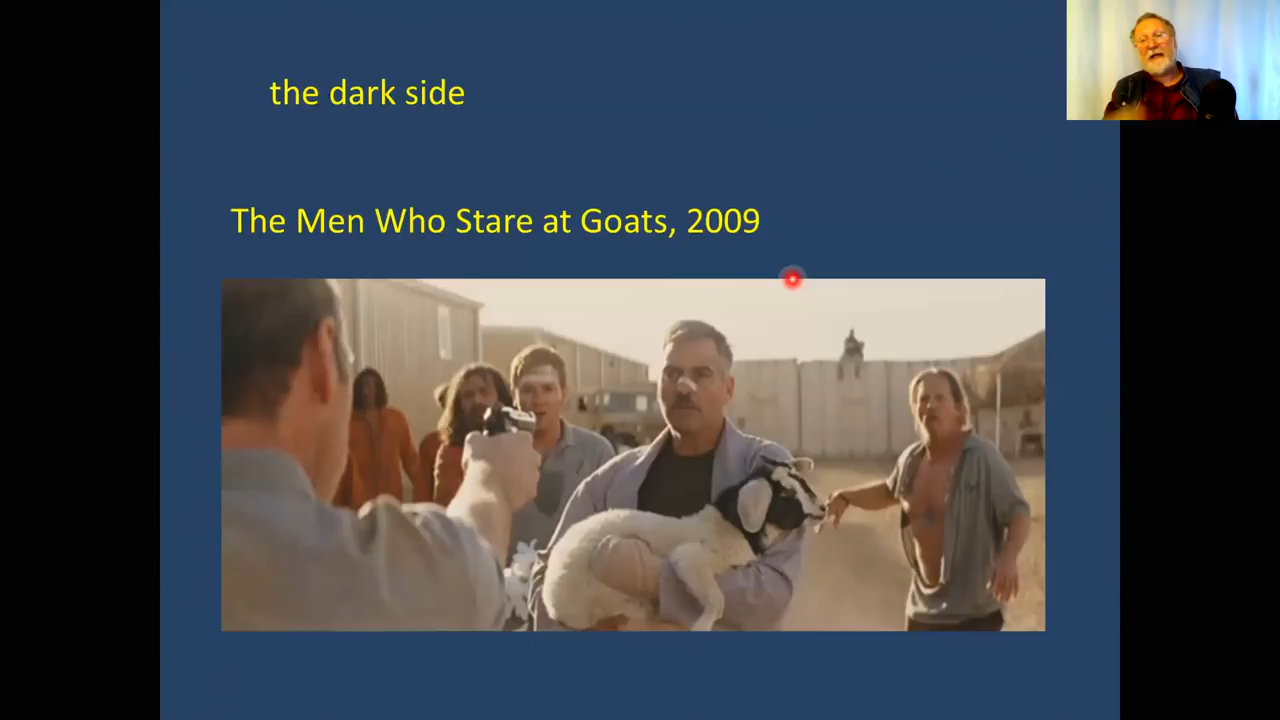 the dark side
The Men Who Stare at Goats, 2009